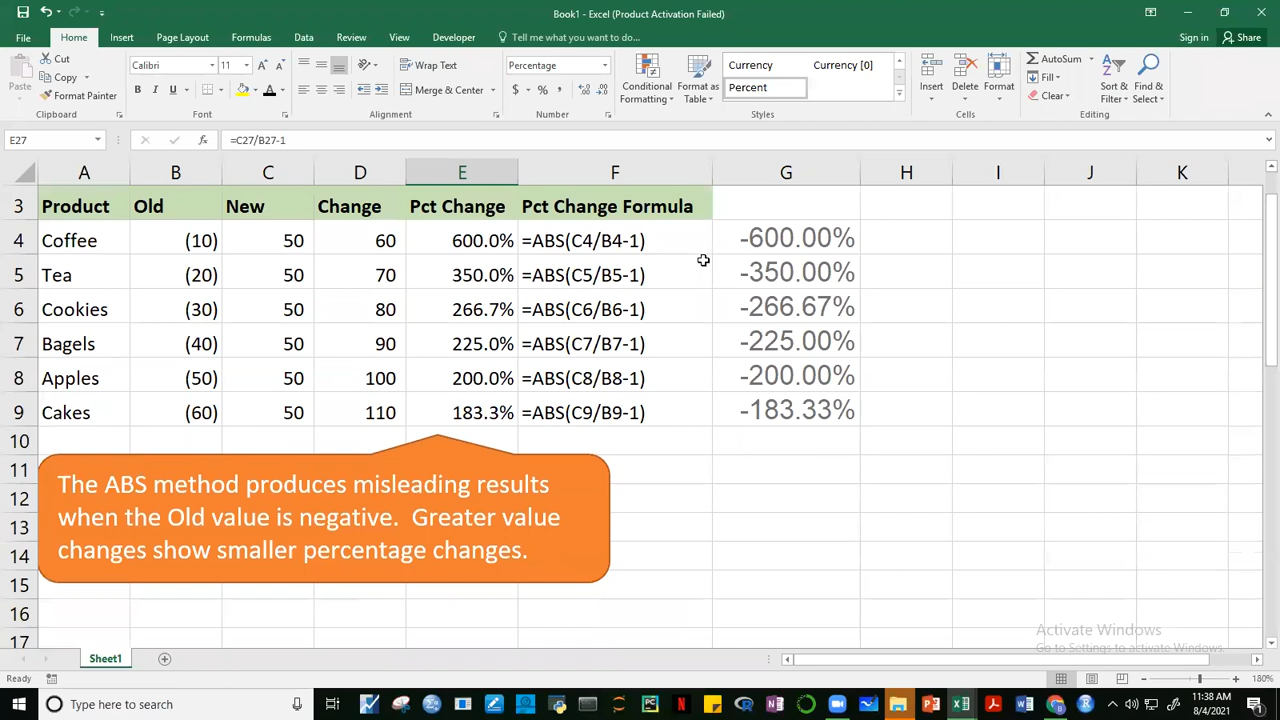 Book1 - Excel (Product Activation Failed)
File Home Insert Page Layout Formulas Data Review View Developer Tell me what you want to do... Sign in Share
Paste Cut Copy Format Painter Clipboard
Calibri 11 A A B I U A Font
Wrap Text Merge & Center Alignment
Percentage $ % , Number
Conditional Formatting Format as Table Currency Currency [0] Percent Styles
Insert Delete Format Cells
AutoSum Fill Clear Sort & Filter Find & Select Editing
E27 fx =C27/B27-1
A B C D E F G H I J K
3 Product Old New Change Pct Change Pct Change Formula
4 Coffee (10) 50 60 600.0% =ABS(C4/B4-1) -600.00%
5 Tea (20) 50 70 350.0% =ABS(C5/B5-1) -350.00%
6 Cookies (30) 50 80 266.7% =ABS(C6/B6-1) -266.67%
7 Bagels (40) 50 90 225.0% =ABS(C7/B7-1) -225.00%
8 Apples (50) 50 100 200.0% =ABS(C8/B8-1) -200.00%
9 Cakes (60) 50 110 183.3% =ABS(C9/B9-1) -183.33%
10
11
12
13
14
15
16
17
The ABS method produces misleading results
when the Old value is negative. Greater value
changes show smaller percentage changes.
Activate Windows
Go to Settings to activate Windows.
Sheet1
Ready 180%
Type here to search 11:38 AM
8/4/2021